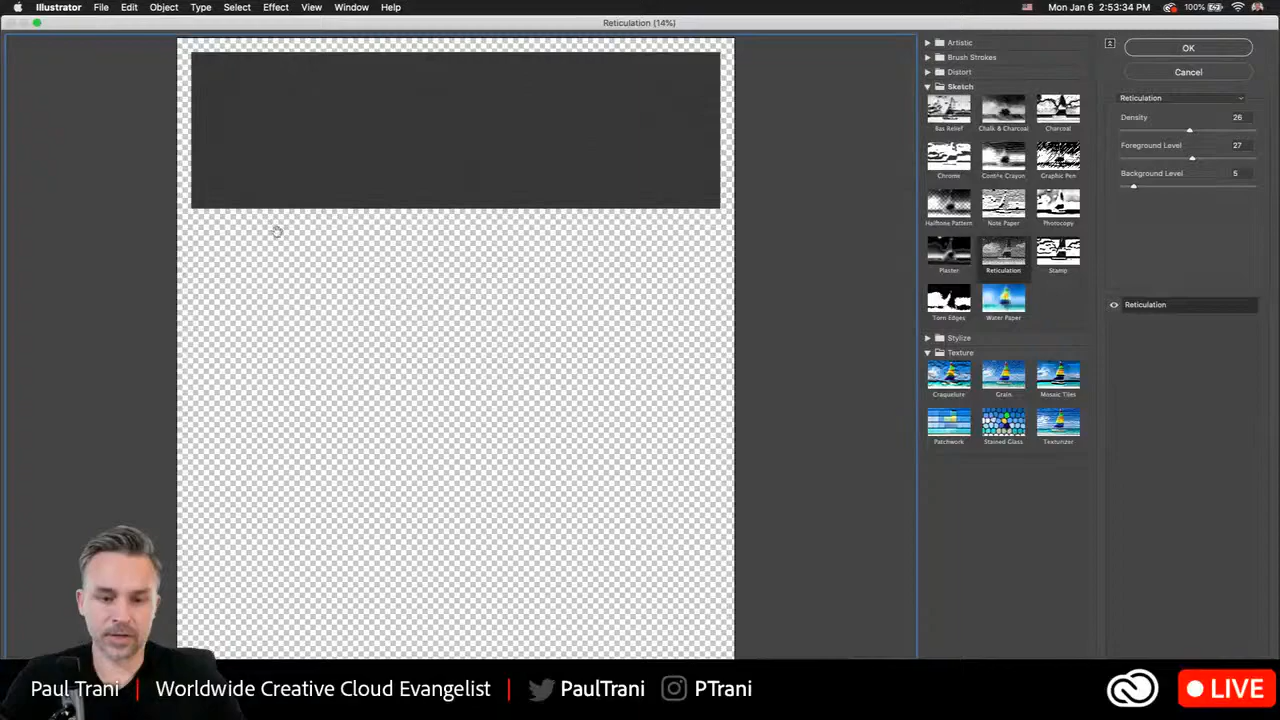 Illustrator File Edit Object Type Select Effect View Window Help
Mon Jan 6 2:53:34 PM 100%
Reticulation (14%)
Artistic
Brush Strokes
Distort
Sketch
Bas Relief Chalk & Charcoal Charcoal
Chrome Conté Crayon Graphic Pen
Halftone Pattern Note Paper Photocopy
Plaster Reticulation Stamp
Torn Edges Water Paper
Stylize
Texture
Craquelure Grain Mosaic Tiles
Patchwork Stained Glass Texturizer
OK
Cancel
Reticulation
Density 26
Foreground Level 27
Background Level 5
Reticulation
Paul Trani | Worldwide Creative Cloud Evangelist | PaulTrani PTrani
LIVE